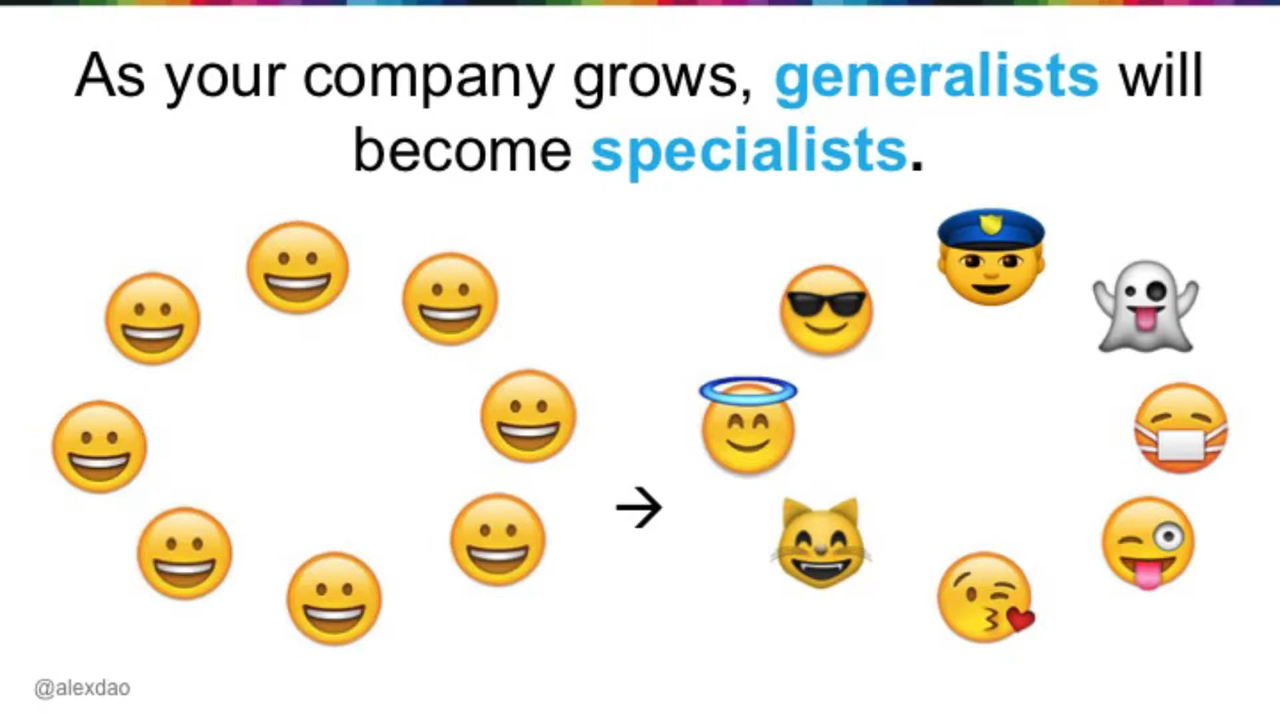 As your company grows, generalists will
become specialists.
→
@alexdao